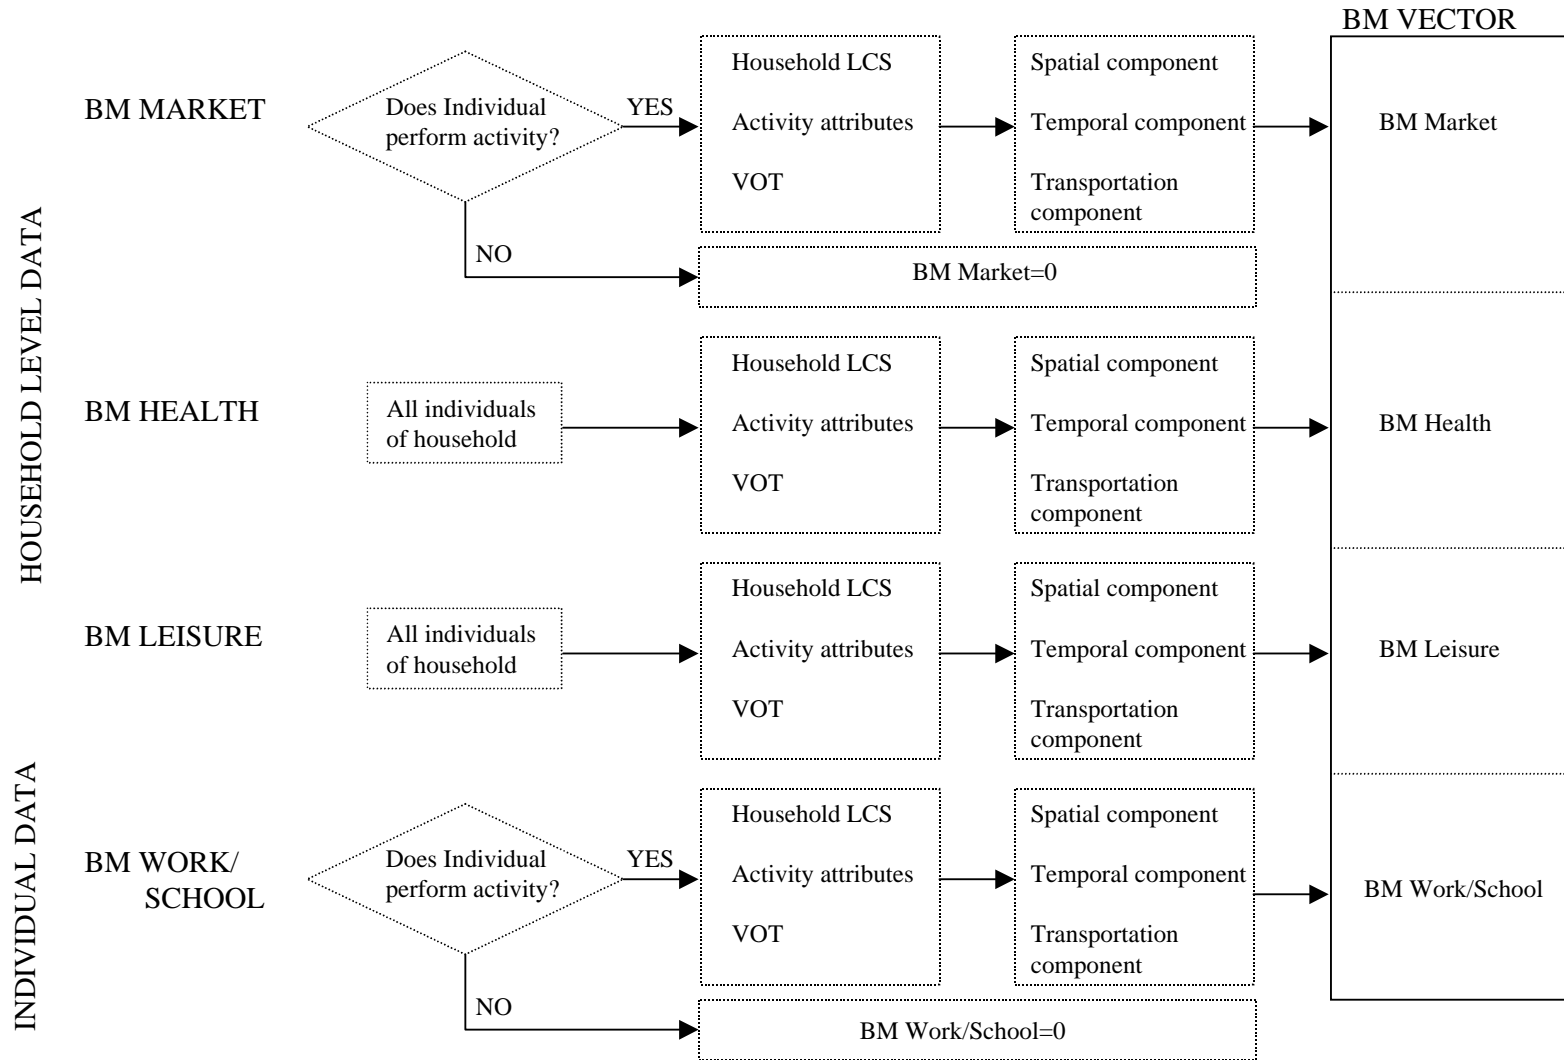 BM VECTOR
HOUSEHOLD LEVEL DATA
BM MARKET
Does Individual
perform activity?
YES
NO
Household LCS
Activity attributes
VOT
Spatial component
Temporal component
Transportation
component
BM Market
BM Market=0
BM HEALTH
All individuals
of household
Household LCS
Activity attributes
VOT
Spatial component
Temporal component
Transportation
component
BM Health
BM LEISURE
All individuals
of household
Household LCS
Activity attributes
VOT
Spatial component
Temporal component
Transportation
component
BM Leisure
INDIVIDUAL DATA
BM WORK/
SCHOOL
Does Individual
perform activity?
YES
NO
Household LCS
Activity attributes
VOT
Spatial component
Temporal component
Transportation
component
BM Work/School
BM Work/School=0